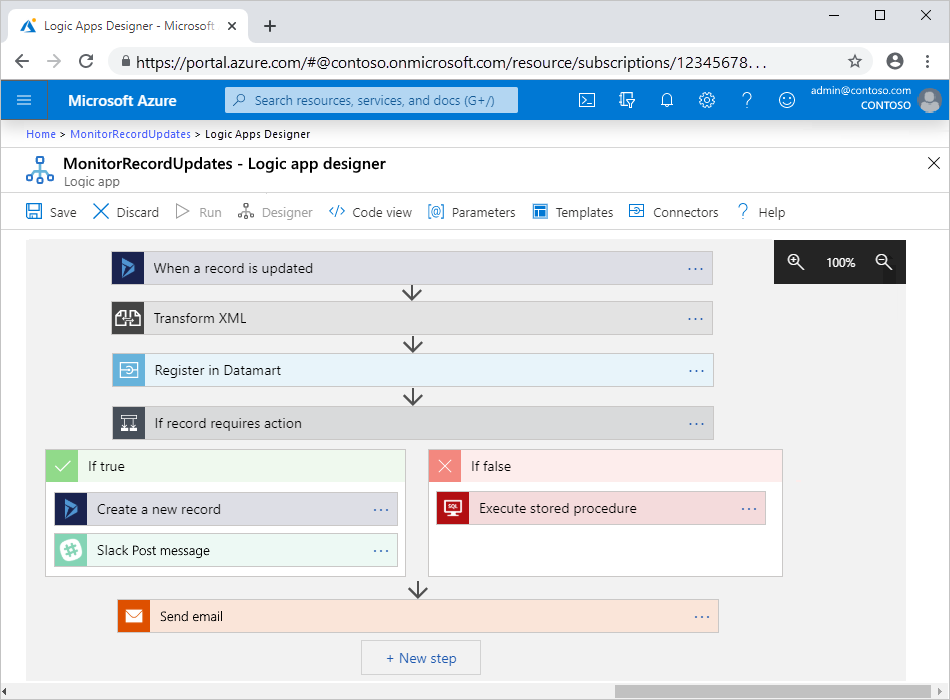 Logic Apps Designer - Microsoft
https://portal.azure.com/#@contoso.onmicrosoft.com/resource/subscriptions/12345678...
Microsoft Azure
Search resources, services, and docs (G+/)
admin@contoso.com
CONTOSO
Home > MonitorRecordUpdates > Logic Apps Designer
MonitorRecordUpdates - Logic app designer
Logic app
Save Discard Run Designer Code view Parameters Templates Connectors Help
100%
When a record is updated
Transform XML
Register in Datamart
If record requires action
If true
Create a new record
Slack Post message
If false
SQL
Execute stored procedure
Send email
+ New step